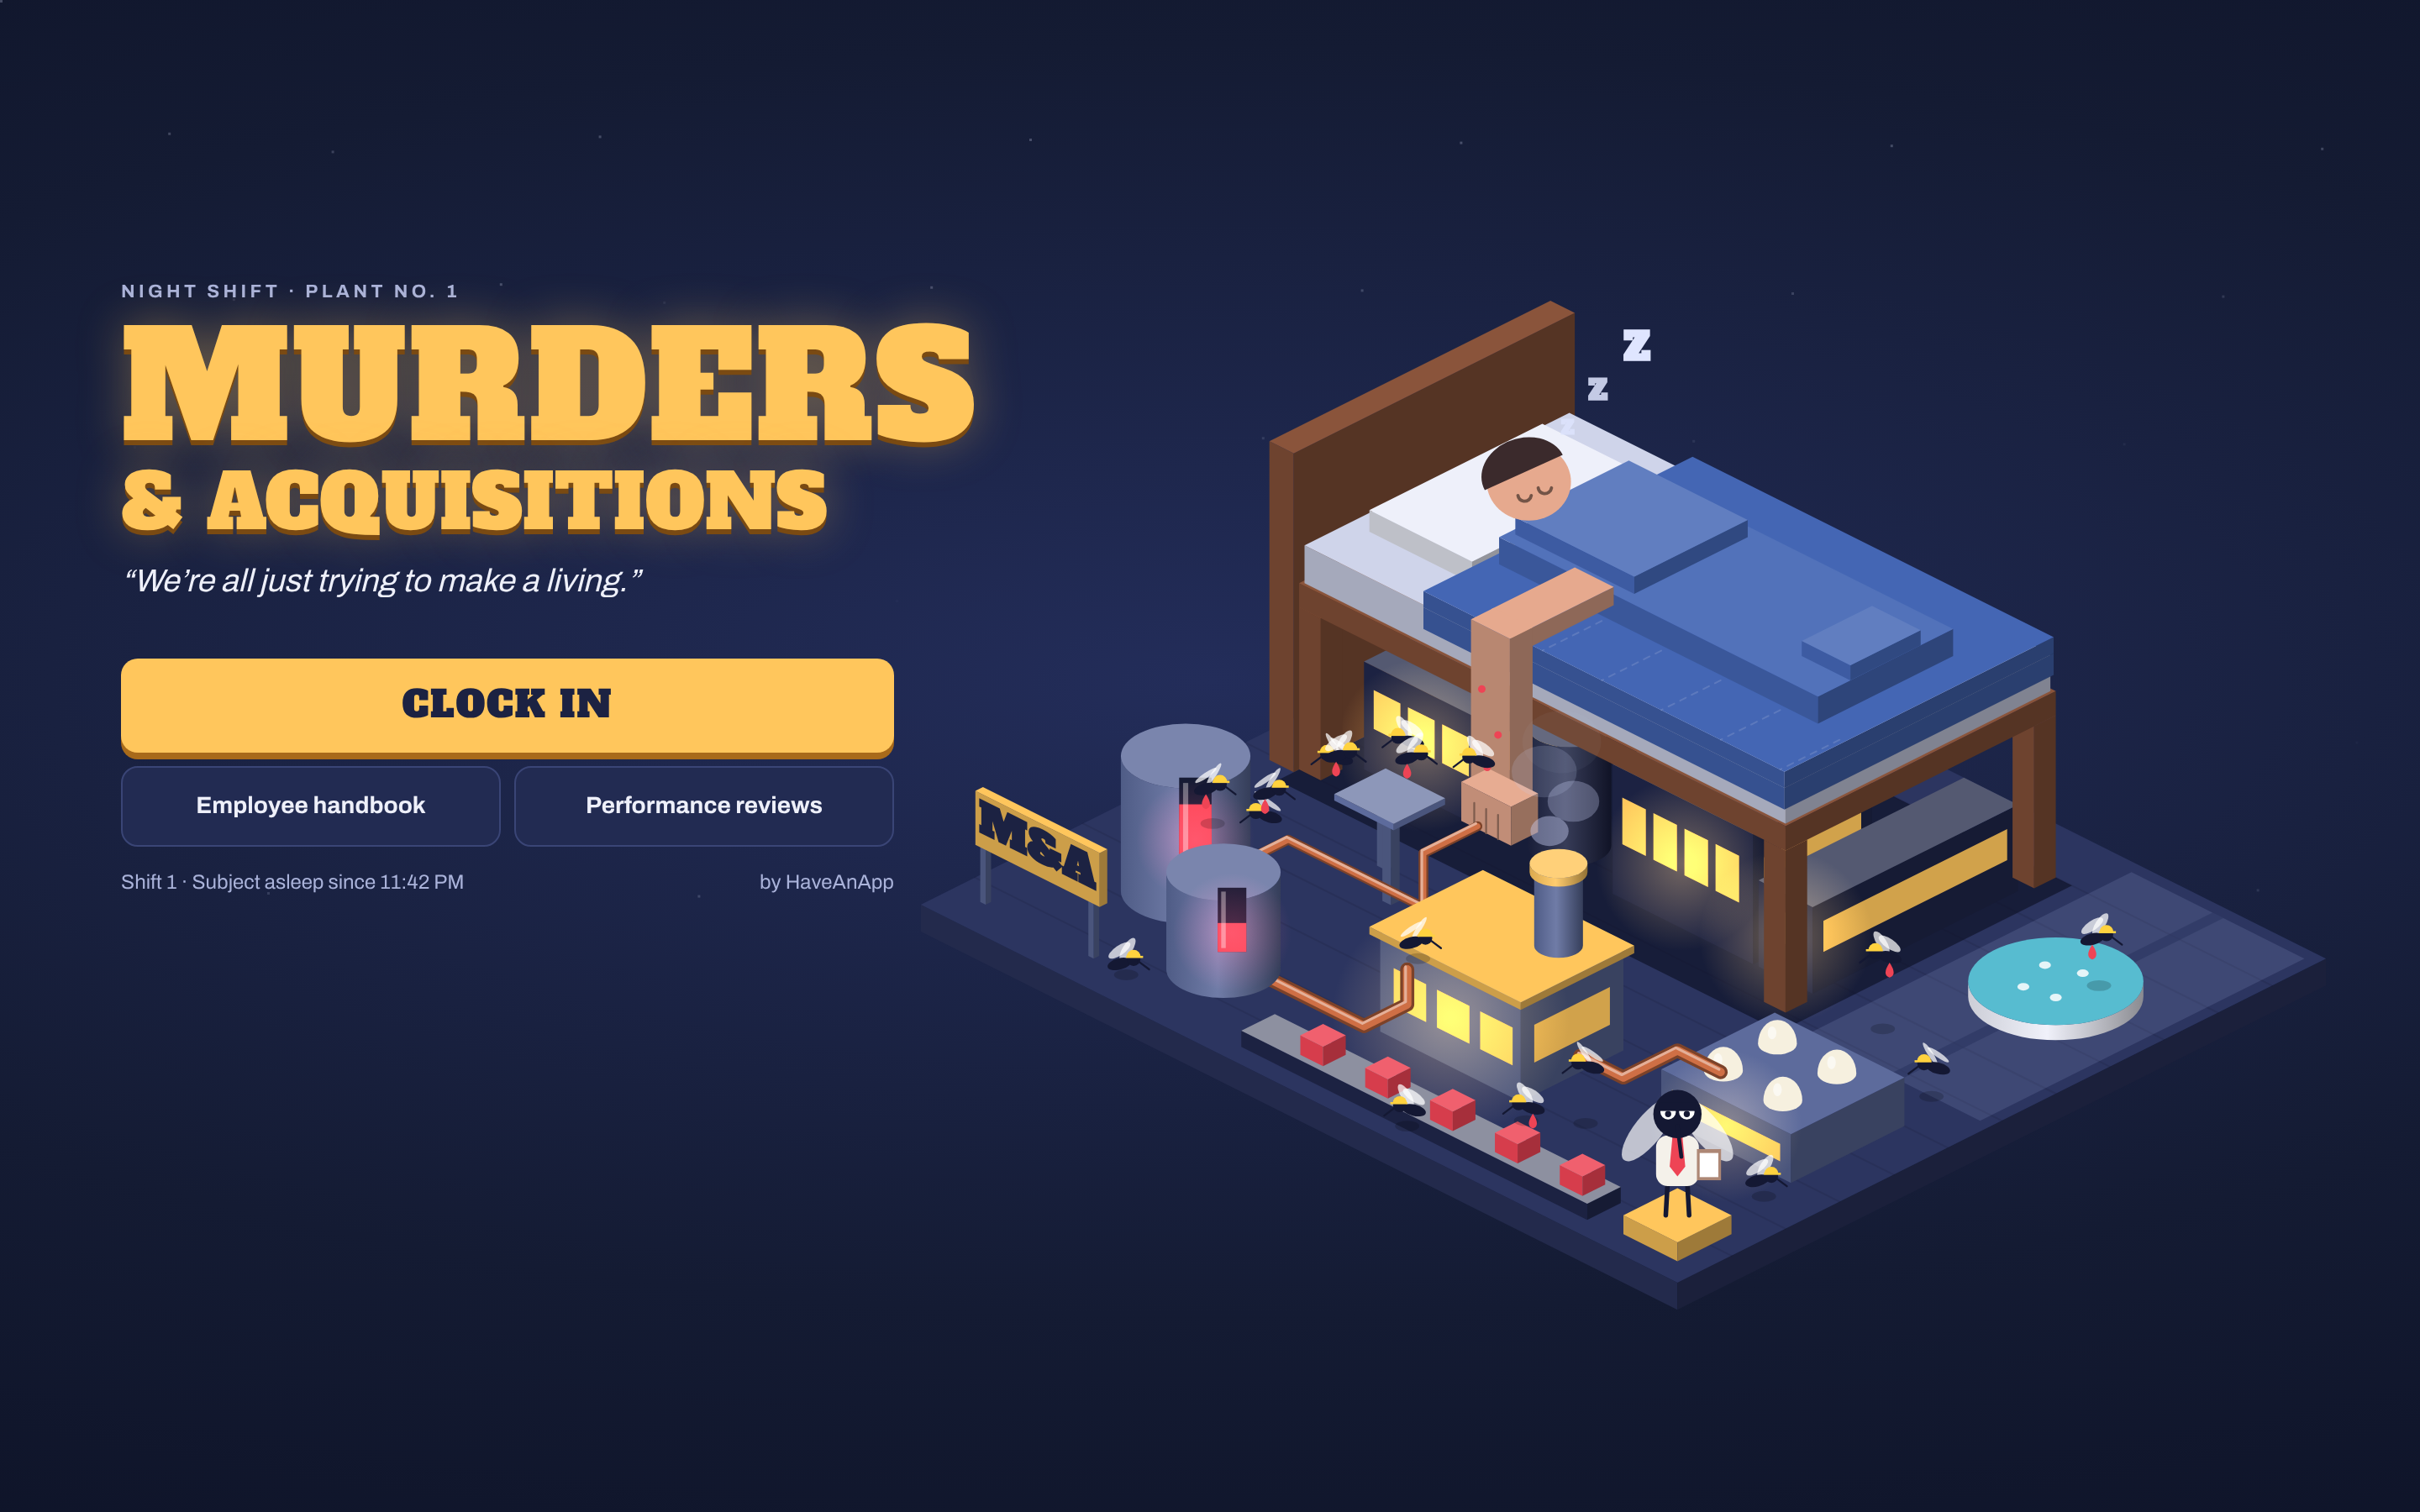 NIGHT SHIFT · PLANT NO. 1
MURDERS
& ACQUISITIONS
“We’re all just trying to make a living.”
CLOCK IN
Employee handbook
Performance reviews
Shift 1 · Subject asleep since 11:42 PM
by HaveAnApp
Z
Z
Z
M&A